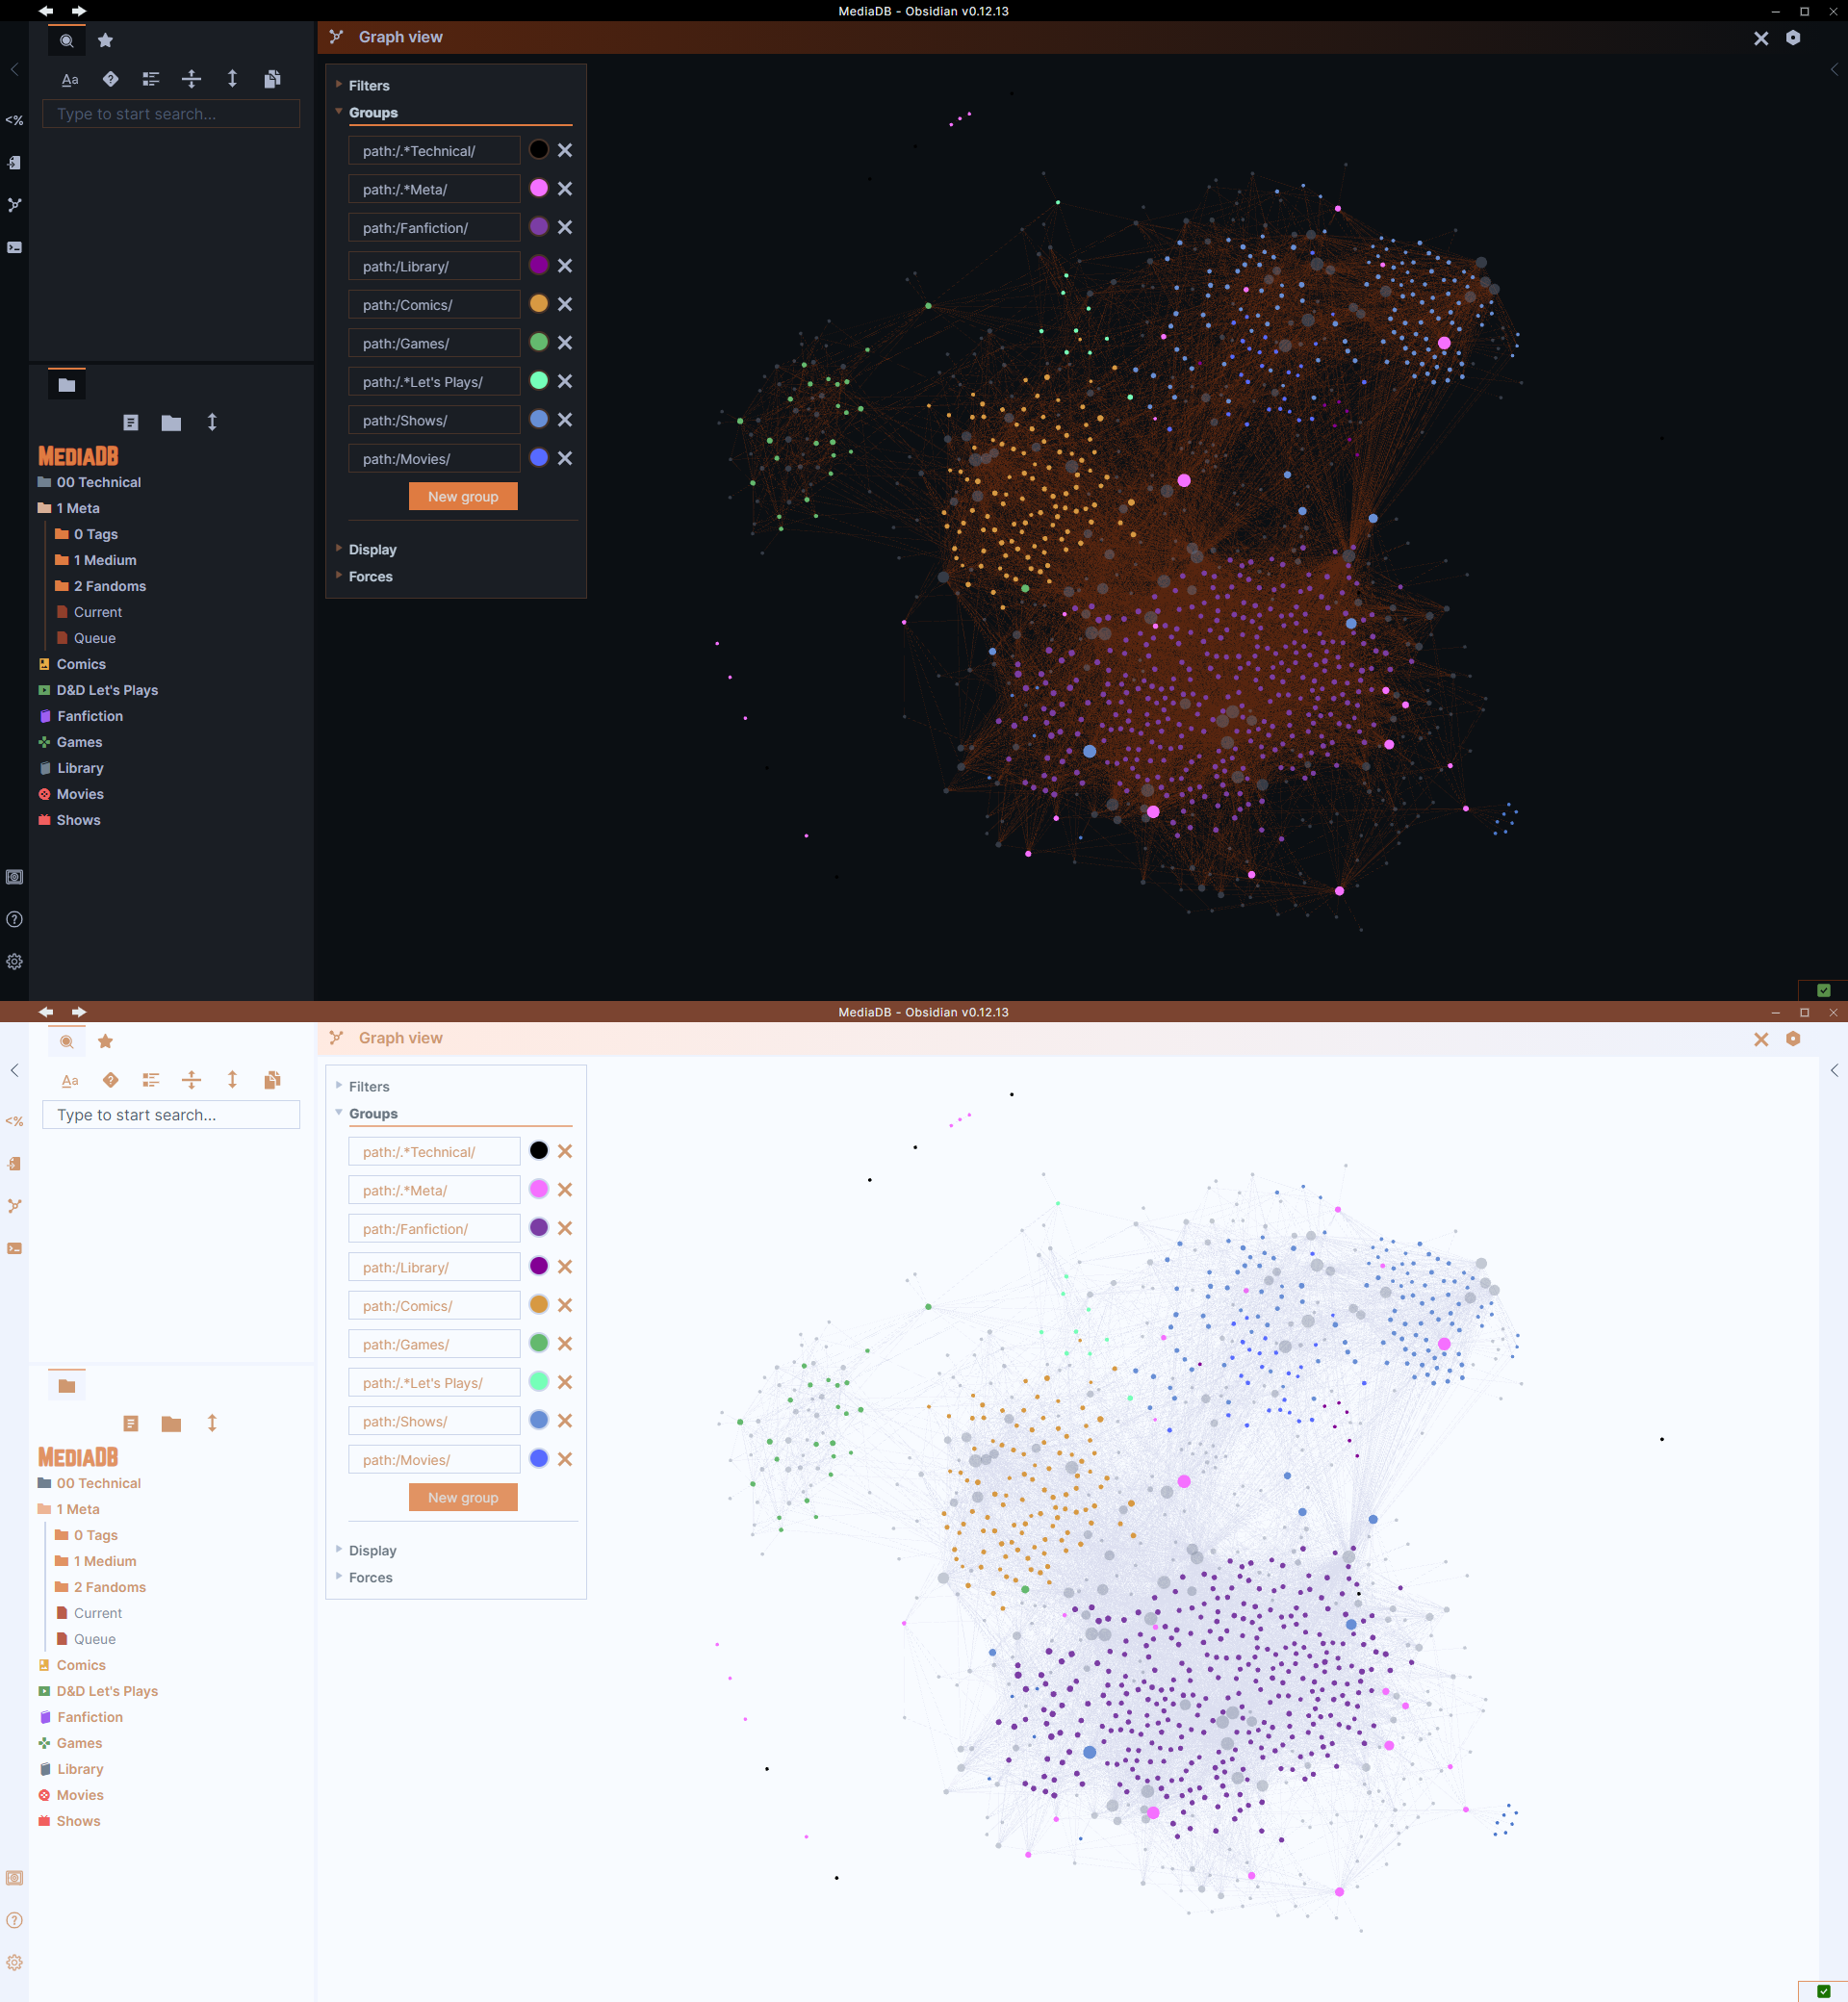 MediaDB - Obsidian v0.12.13
Graph view
Aa
Type to start search...
<%
Filters
Groups
path:/.*Technical/
path:/.*Meta/
path:/Fanfiction/
path:/Library/
path:/Comics/
path:/Games/
path:/.*Let's Plays/
path:/Shows/
path:/Movies/
New group
Display
Forces
MEDIADB
00 Technical
1 Meta
0 Tags
1 Medium
2 Fandoms
Current
Queue
Comics
D&D Let's Plays
Fanfiction
Games
Library
Movies
Shows
MediaDB - Obsidian v0.12.13
Graph view
Aa
Type to start search...
<%
Filters
Groups
path:/.*Technical/
path:/.*Meta/
path:/Fanfiction/
path:/Library/
path:/Comics/
path:/Games/
path:/.*Let's Plays/
path:/Shows/
path:/Movies/
New group
Display
Forces
MEDIADB
00 Technical
1 Meta
0 Tags
1 Medium
2 Fandoms
Current
Queue
Comics
D&D Let's Plays
Fanfiction
Games
Library
Movies
Shows